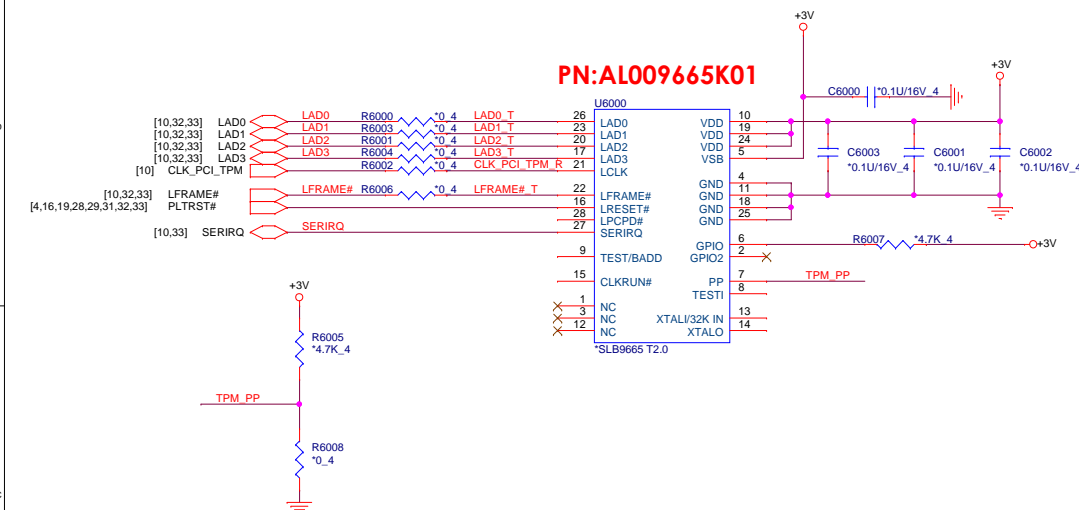 +3V
+3V
PN:AL009665K01
C6000 *0.1U/16V_4
U6000
[10,32,33] LAD0 LAD0 R6000 *0_4 LAD0_T 26 LAD0 VDD 10
[10,32,33] LAD1 LAD1 R6003 *0_4 LAD1_T 23 LAD1 VDD 19
[10,32,33] LAD2 LAD2 R6001 *0_4 LAD2_T 20 LAD2 VDD 24
[10,32,33] LAD3 LAD3 R6004 *0_4 LAD3_T 17 LAD3 VSB 5
[10] CLK_PCI_TPM R6002 *0_4 CLK_PCI_TPM_R 21 LCLK
C6003 C6001 C6002
*0.1U/16V_4 *0.1U/16V_4 *0.1U/16V_4
GND 4
[10,32,33] LFRAME# LFRAME# R6006 *0_4 LFRAME#_T 22 LFRAME# GND 11
[4,16,19,28,29,31,32,33] PLTRST# 16 LRESET# GND 18
28 LPCPD# GND 25
[10,33] SERIRQ SERIRQ 27 SERIRQ
GPIO 6 R6007 *4.7K_4 +3V
9 TEST/BADD GPIO2 2
15 CLKRUN# PP 7 TPM_PP
TESTI 8
1 NC
3 NC XTALI/32K IN 13
12 NC XTALO 14
*SLB9665 T2.0
+3V
R6005
*4.7K_4
TPM_PP
R6008
*0_4